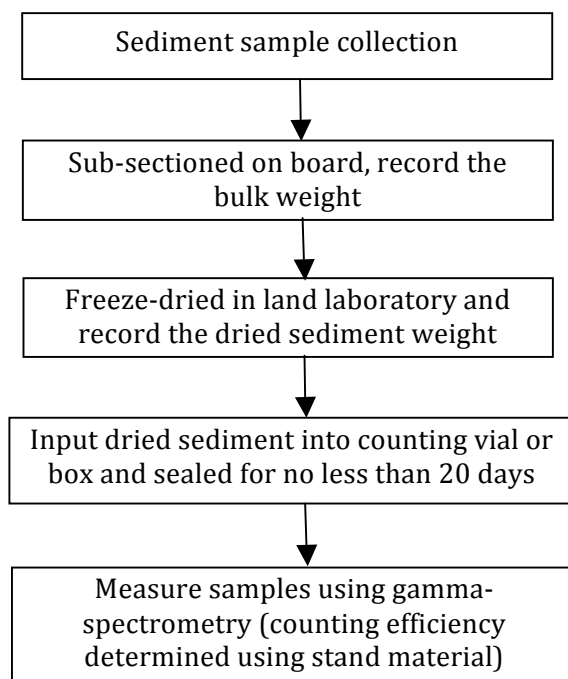 Sediment sample collection
Sub-sectioned on board, record the
bulk weight
Freeze-dried in land laboratory and
record the dried sediment weight
Input dried sediment into counting vial or
box and sealed for no less than 20 days
Measure samples using gamma-
spectrometry (counting efficiency
determined using stand material)